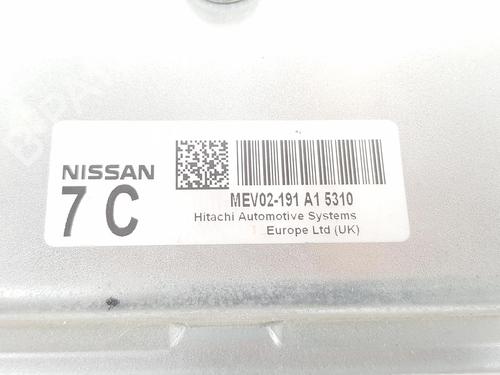 NISSAN
7 C
MEV02-191 A1 5310
Hitachi Automotive Systems
Europe Ltd (UK)